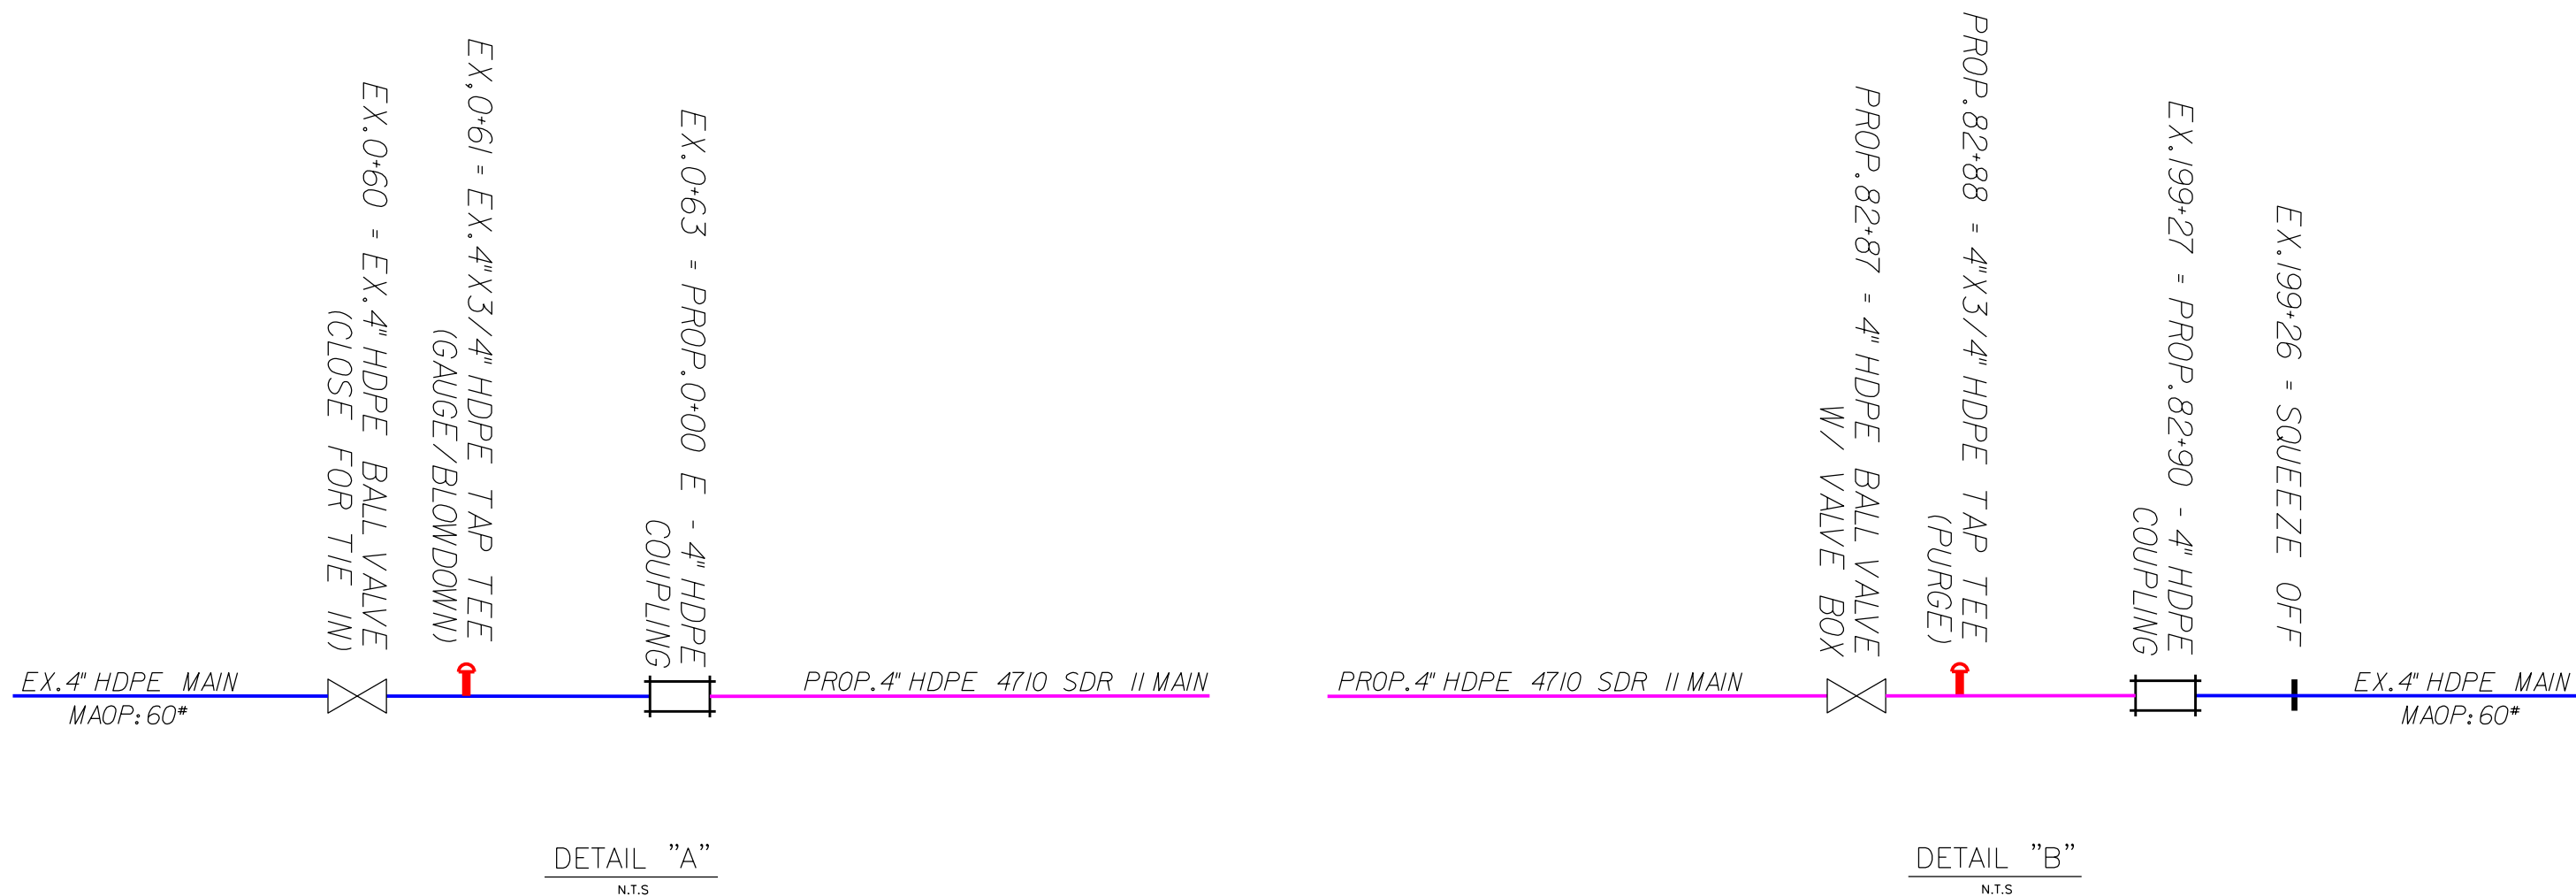 EX.0+60 = EX.4" HDPE BALL VALVE
(CLOSE FOR TIE IN)
EX,0+61 = EX.4"X3/4" HDPE TAP TEE
(GAUGE/BLOWDOWN)
EX.0+63 = PROP.0+00 E - 4" HDPE
COUPLING
EX.4" HDPE MAIN
MAOP:60#
PROP.4" HDPE 4710 SDR 11 MAIN
DETAIL "A"
N.T.S
PROP.82+87 = 4" HDPE BALL VALVE
W/ VALVE BOX
PROP.82+88 = 4"X3/4" HDPE TAP TEE
(PURGE)
EX.199+27 = PROP.82+90 - 4" HDPE
COUPLING
EX.199+26 = SQUEEZE OFF
PROP.4" HDPE 4710 SDR 11 MAIN
EX.4" HDPE MAIN
MAOP:60#
DETAIL "B"
N.T.S